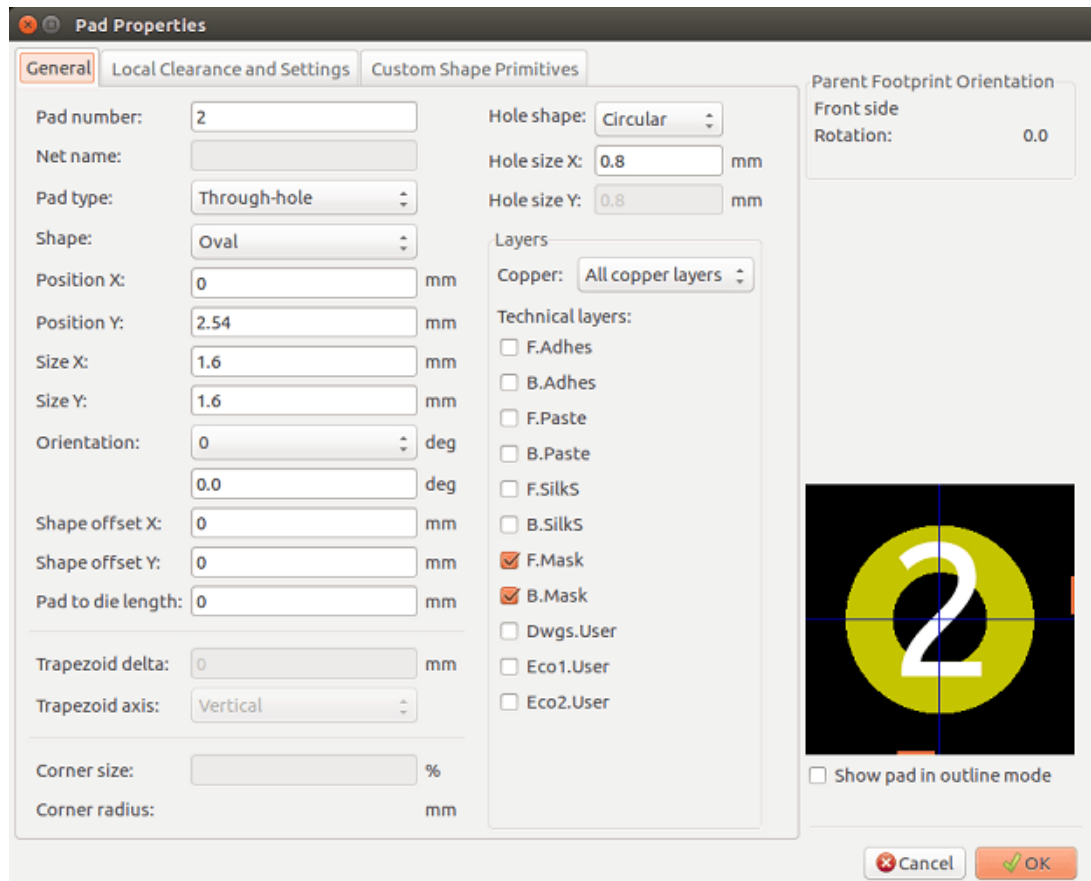 Pad Properties
General Local Clearance and Settings Custom Shape Primitives
Pad number: 2
Net name:
Pad type: Through-hole
Shape: Oval
Position X: 0 mm
Position Y: 2.54 mm
Size X: 1.6 mm
Size Y: 1.6 mm
Orientation: 0 deg
0.0 deg
Shape offset X: 0 mm
Shape offset Y: 0 mm
Pad to die length: 0 mm
Trapezoid delta: 0 mm
Trapezoid axis: Vertical
Corner size: %
Corner radius: mm
Hole shape: Circular
Hole size X: 0.8 mm
Hole size Y: 0.8 mm
Layers
Copper: All copper layers
Technical layers:
F.Adhes
B.Adhes
F.Paste
B.Paste
F.SilkS
B.SilkS
F.Mask
B.Mask
Dwgs.User
Eco1.User
Eco2.User
Parent Footprint Orientation
Front side
Rotation: 0.0
2
Show pad in outline mode
Cancel OK